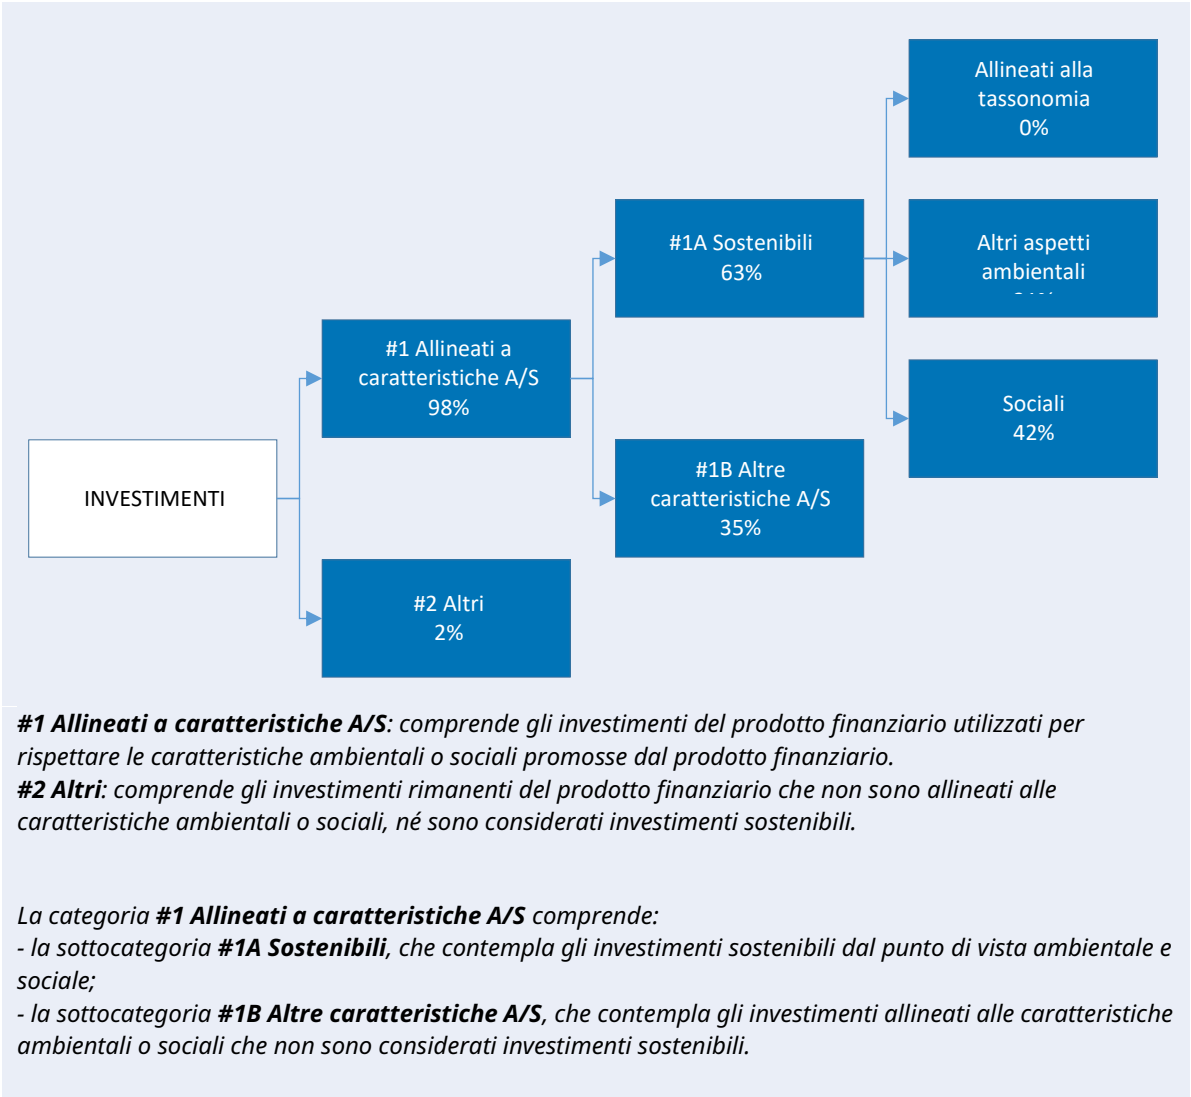 Allineati alla
tassonomia
0%
#1A Sostenibili
63%
Altri aspetti
ambientali
#1 Allineati a
caratteristiche A/S
98%
Sociali
42%
INVESTIMENTI
#1B Altre
caratteristiche A/S
35%
#2 Altri
2%
#1 Allineati a caratteristiche A/S: comprende gli investimenti del prodotto finanziario utilizzati per
rispettare le caratteristiche ambientali o sociali promosse dal prodotto finanziario.
#2 Altri: comprende gli investimenti rimanenti del prodotto finanziario che non sono allineati alle
caratteristiche ambientali o sociali, né sono considerati investimenti sostenibili.
La categoria #1 Allineati a caratteristiche A/S comprende:
- la sottocategoria #1A Sostenibili, che contempla gli investimenti sostenibili dal punto di vista ambientale e
sociale;
- la sottocategoria #1B Altre caratteristiche A/S, che contempla gli investimenti allineati alle caratteristiche
ambientali o sociali che non sono considerati investimenti sostenibili.